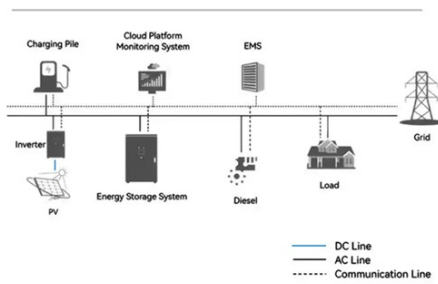 Charging Pile
Cloud Platform
Monitoring System
EMS
Grid
Inverter
PV
Energy Storage System
Diesel
Load
DC Line
AC Line
Communication Line